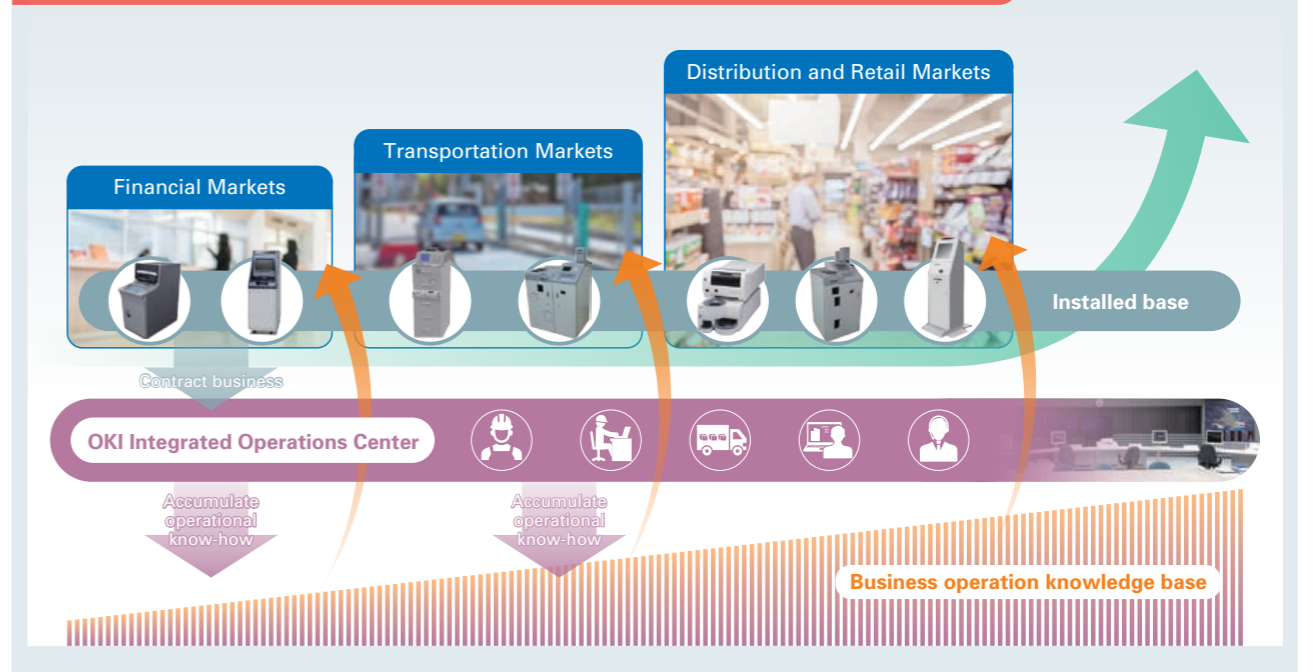 Distribution and Retail Markets
Transportation Markets
Financial Markets
Installed base
Contract business
OKI Integrated Operations Center
Accumulate
operational
know-how
Accumulate
operational
know-how
Business operation knowledge base